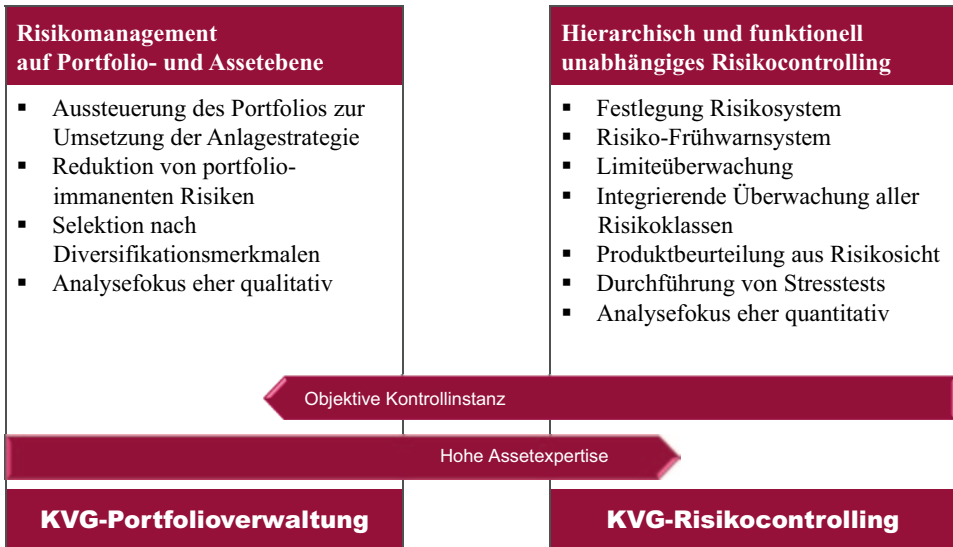 Risikomanagement
auf Portfolio- und Assetebene
▪ Aussteuerung des Portfolios zur
Umsetzung der Anlagestrategie
▪ Reduktion von portfolio-
immanenten Risiken
▪ Selektion nach
Diversifikationsmerkmalen
▪ Analysefokus eher qualitativ
Hierarchisch und funktionell
unabhängiges Risikocontrolling
▪ Festlegung Risikosystem
▪ Risiko-Frühwarnsystem
▪ Limiteüberwachung
▪ Integrierende Überwachung aller
Risikoklassen
▪ Produktbeurteilung aus Risikosicht
▪ Durchführung von Stresstests
▪ Analysefokus eher quantitativ
Objektive Kontrollinstanz
Hohe Assetexpertise
KVG-Portfolioverwaltung
KVG-Risikocontrolling